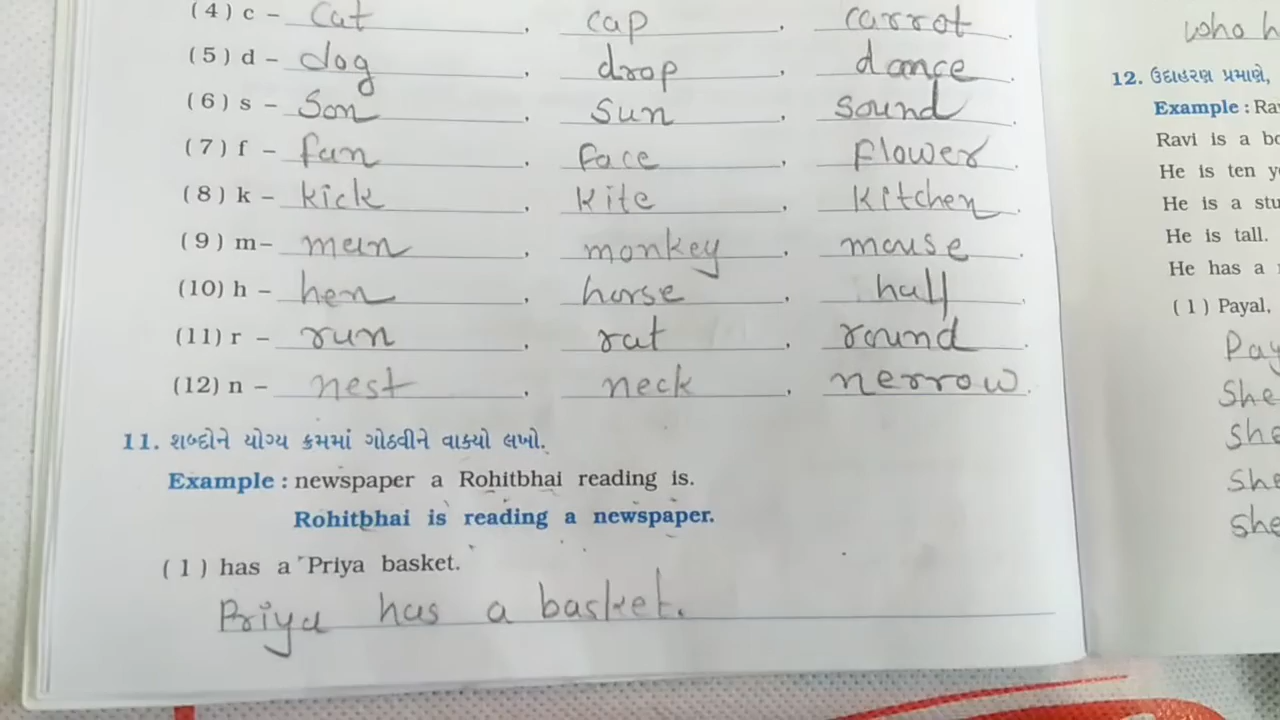 (4) c – cat , cap , carrot .
(5) d – dog , drop , dance .
(6) s – Son , Sun , Sound .
(7) f – fun , Face , Flower .
(8) k – kick , kite , kitchen .
(9) m– man , monkey , mouse .
(10) h – hen , horse , hall .
(11) r – run , rat , round .
(12) n – nest , neck , nerrow .
11. શબ્દોને યોગ્ય ક્રમમાં ગોઠવીને વાક્યો લખો.
Example : newspaper a Rohitbhai reading is.
Rohitbhai is reading a newspaper.
(1) has a Priya basket.
Priya has a basket.
who h
12. ઉદાહરણ પ્રમાણે,
Example : Ra
Ravi is a bo
He is ten y
He is a stu
He is tall.
He has a
(1) Payal,
Pay
She
She
She
She